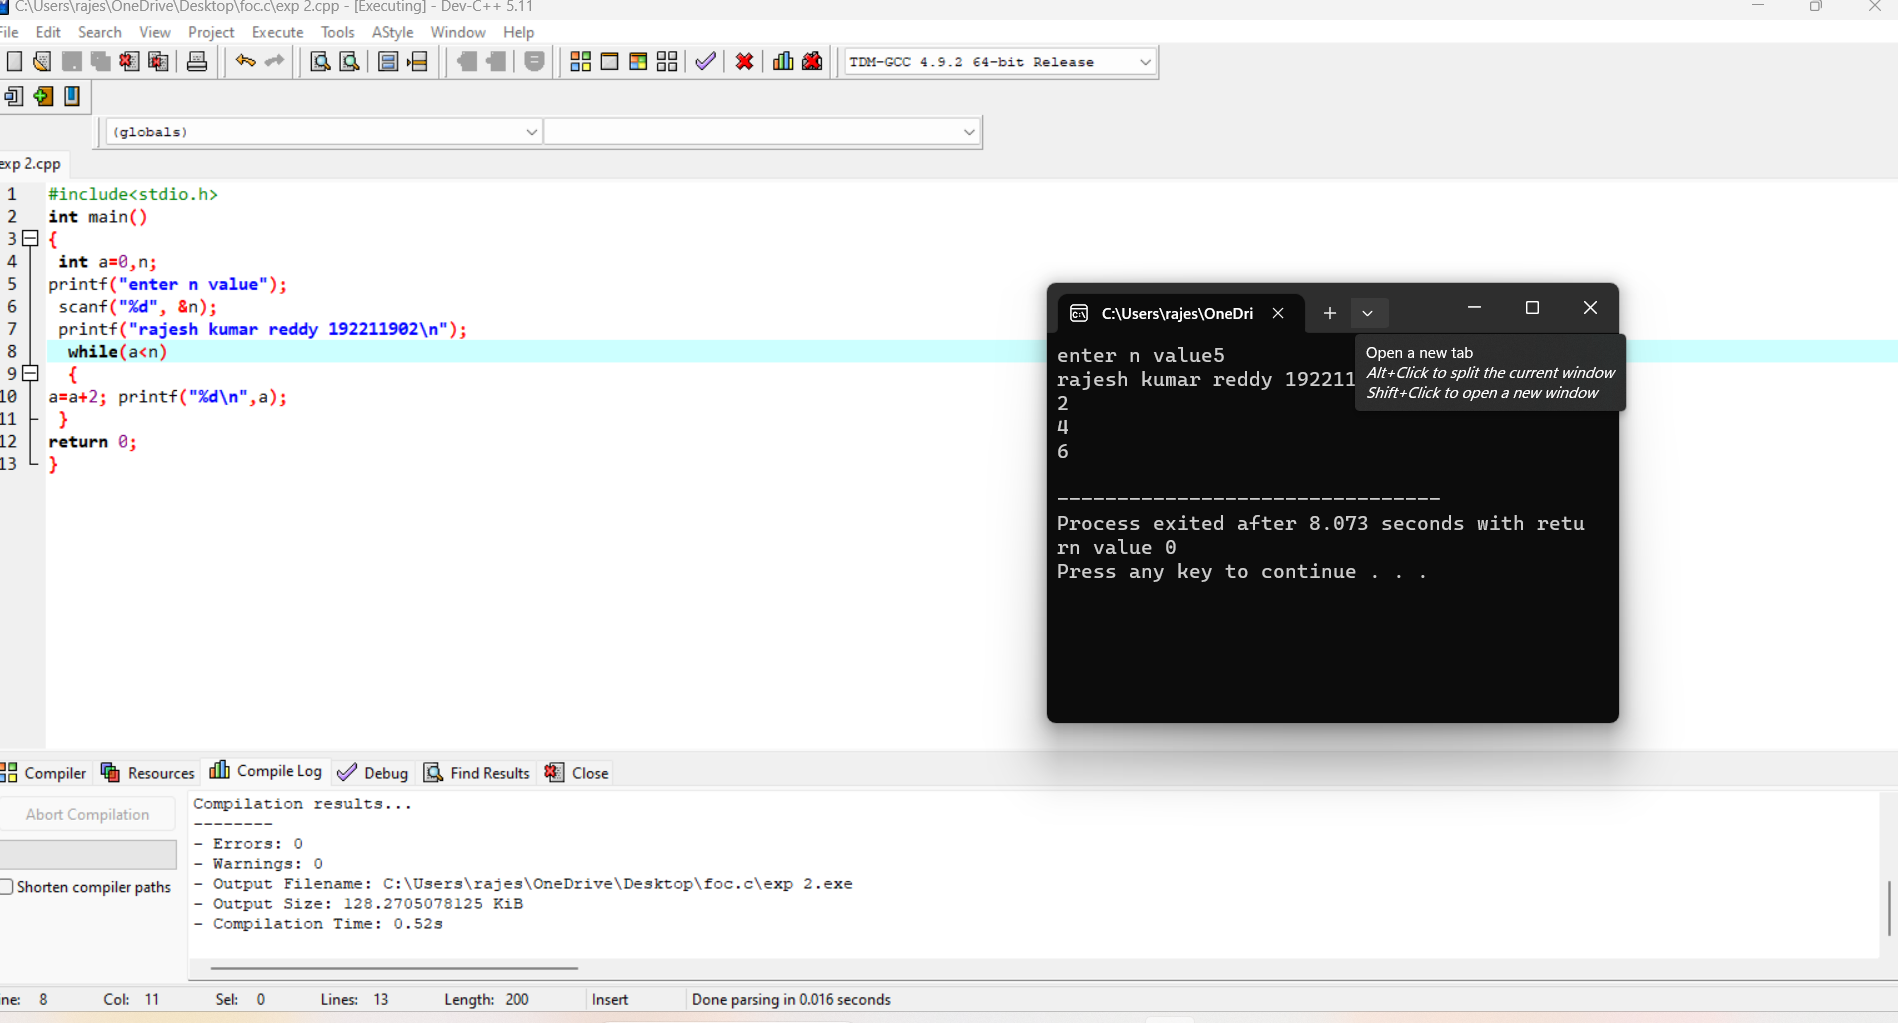 C:\Users\rajes\OneDrive\Desktop\foc.c\exp 2.cpp - [Executing] - Dev-C++ 5.11
File Edit Search View Project Execute Tools AStyle Window Help
TDM-GCC 4.9.2 64-bit Release
(globals)
exp 2.cpp
1 #include<stdio.h>
2 int main()
3 {
4 int a=0,n;
5 printf("enter n value");
6 scanf("%d", &n);
7 printf("rajesh kumar reddy 192211902\n");
8 while(a<n)
9 {
10 a=a+2; printf("%d\n",a);
11 }
12 return 0;
13 }
C:\Users\rajes\OneDri
Open a new tab
Alt+Click to split the current window
Shift+Click to open a new window
enter n value5
rajesh kumar reddy 192211
2
4
6
--------------------------------
Process exited after 8.073 seconds with retu
rn value 0
Press any key to continue . . .
Compiler Resources Compile Log Debug Find Results Close
Abort Compilation
Shorten compiler paths
Compilation results...
--------
- Errors: 0
- Warnings: 0
- Output Filename: C:\Users\rajes\OneDrive\Desktop\foc.c\exp 2.exe
- Output Size: 128.2705078125 KiB
- Compilation Time: 0.52s
ine: 8 Col: 11 Sel: 0 Lines: 13 Length: 200 Insert Done parsing in 0.016 seconds